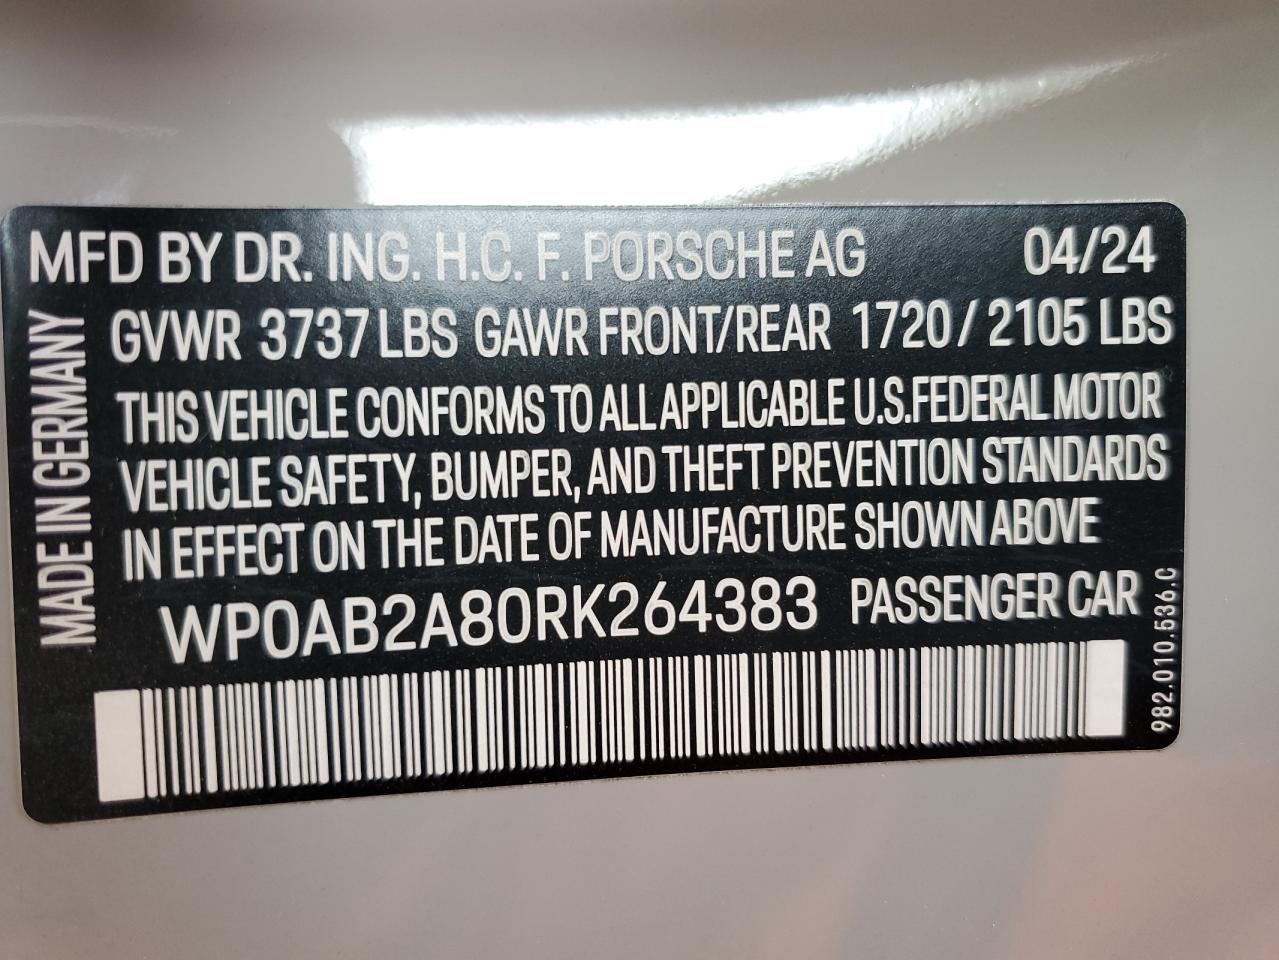 MFD BY DR. ING. H.C. F. PORSCHE AG 04/24
GVWR 3737 LBS GAWR FRONT/REAR 1720 / 2105 LBS
THIS VEHICLE CONFORMS TO ALL APPLICABLE U.S.FEDERAL MOTOR
VEHICLE SAFETY, BUMPER, AND THEFT PREVENTION STANDARDS
IN EFFECT ON THE DATE OF MANUFACTURE SHOWN ABOVE
WP0AB2A80RK264383 PASSENGER CAR
MADE IN GERMANY
982.010.536.C